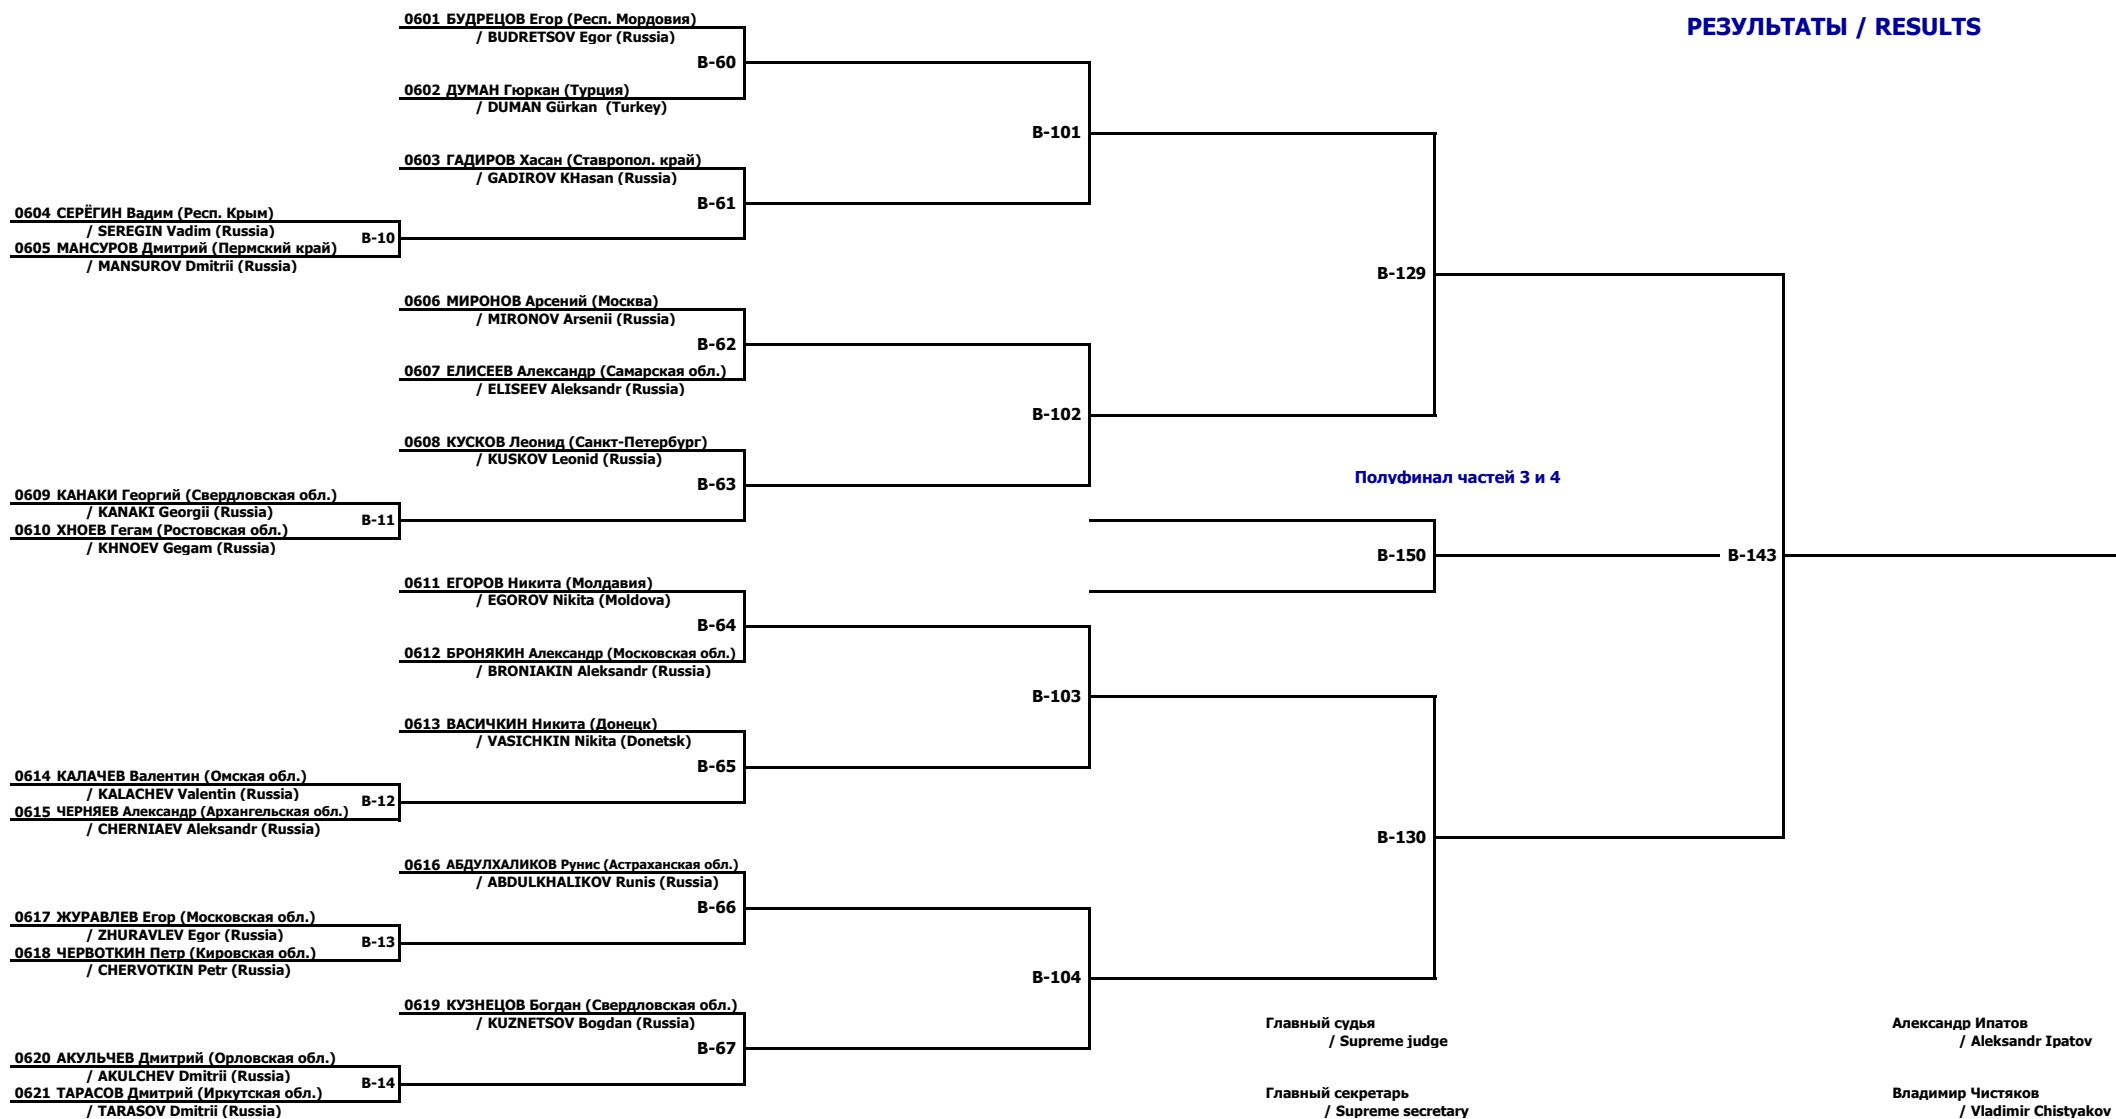 РЕЗУЛЬТАТЫ / RESULTS
0601 БУДРЕЦОВ Егор (Респ. Мордовия)
/ BUDRETSOV Egor (Russia)
B-60
0602 ДУМАН Гюркан (Турция)
/ DUMAN Gürkan (Turkey)
B-101
0603 ГАДИРОВ Хасан (Ставропол. край)
/ GADIROV KHasan (Russia)
B-61
0604 СЕРЁГИН Вадим (Респ. Крым)
/ SEREGIN Vadim (Russia)
B-10
0605 МАНСУРОВ Дмитрий (Пермский край)
/ MANSUROV Dmitrii (Russia)
B-129
0606 МИРОНОВ Арсений (Москва)
/ MIRONOV Arsenii (Russia)
B-62
0607 ЕЛИСЕЕВ Александр (Самарская обл.)
/ ELISEEV Aleksandr (Russia)
B-102
0608 КУСКОВ Леонид (Санкт-Петербург)
/ KUSKOV Leonid (Russia)
B-63
Полуфинал частей 3 и 4
0609 КАНАКИ Георгий (Свердловская обл.)
/ KANAKI Georgii (Russia)
B-11
0610 ХНОЕВ Гегам (Ростовская обл.)
/ KHNOEV Gegam (Russia)
B-150
B-143
0611 ЕГОРОВ Никита (Молдавия)
/ EGOROV Nikita (Moldova)
B-64
0612 БРОНЯКИН Александр (Московская обл.)
/ BRONIAKIN Aleksandr (Russia)
B-103
0613 ВАСИЧКИН Никита (Донецк)
/ VASICHKIN Nikita (Donetsk)
B-65
0614 КАЛАЧЕВ Валентин (Омская обл.)
/ KALACHEV Valentin (Russia)
B-12
0615 ЧЕРНЯЕВ Александр (Архангельская обл.)
/ CHERNIAEV Aleksandr (Russia)
B-130
0616 АБДУЛХАЛИКОВ Рунис (Астраханская обл.)
/ ABDULKHALIKOV Runis (Russia)
B-66
0617 ЖУРАВЛЕВ Егор (Московская обл.)
/ ZHURAVLEV Egor (Russia)
B-13
0618 ЧЕРВОТКИН Петр (Кировская обл.)
/ CHERVOTKIN Petr (Russia)
B-104
0619 КУЗНЕЦОВ Богдан (Свердловская обл.)
/ KUZNETSOV Bogdan (Russia)
B-67
0620 АКУЛЬЧЕВ Дмитрий (Орловская обл.)
/ AKULCHEV Dmitrii (Russia)
B-14
0621 ТАРАСОВ Дмитрий (Иркутская обл.)
/ TARASOV Dmitrii (Russia)
Главный судья
/ Supreme judge
Александр Ипатов
/ Aleksandr Ipatov
Главный секретарь
/ Supreme secretary
Владимир Чистяков
/ Vladimir Chistyakov